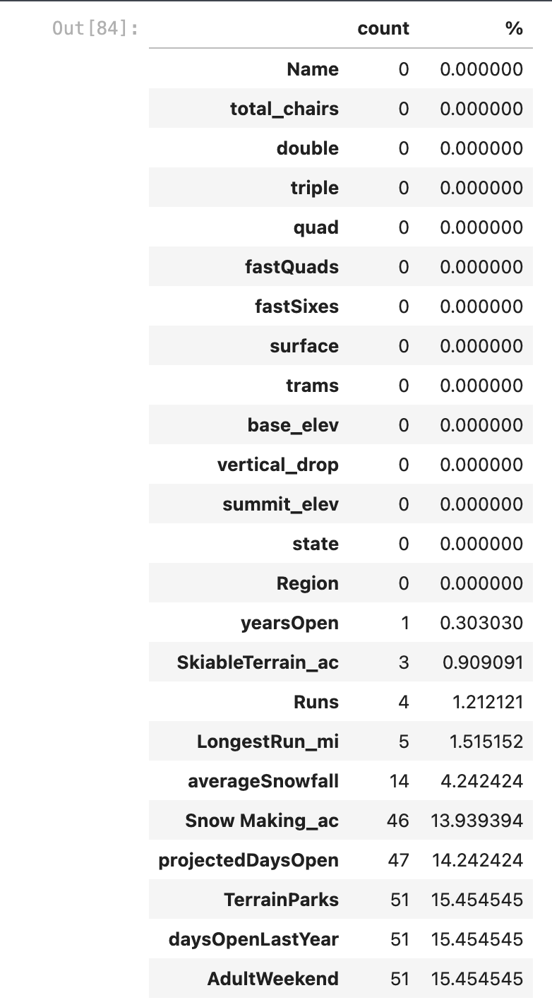 Out[84]: count %
Name 0 0.000000
total_chairs 0 0.000000
double 0 0.000000
triple 0 0.000000
quad 0 0.000000
fastQuads 0 0.000000
fastSixes 0 0.000000
surface 0 0.000000
trams 0 0.000000
base_elev 0 0.000000
vertical_drop 0 0.000000
summit_elev 0 0.000000
state 0 0.000000
Region 0 0.000000
yearsOpen 1 0.303030
SkiableTerrain_ac 3 0.909091
Runs 4 1.212121
LongestRun_mi 5 1.515152
averageSnowfall 14 4.242424
Snow Making_ac 46 13.939394
projectedDaysOpen 47 14.242424
TerrainParks 51 15.454545
daysOpenLastYear 51 15.454545
AdultWeekend 51 15.454545